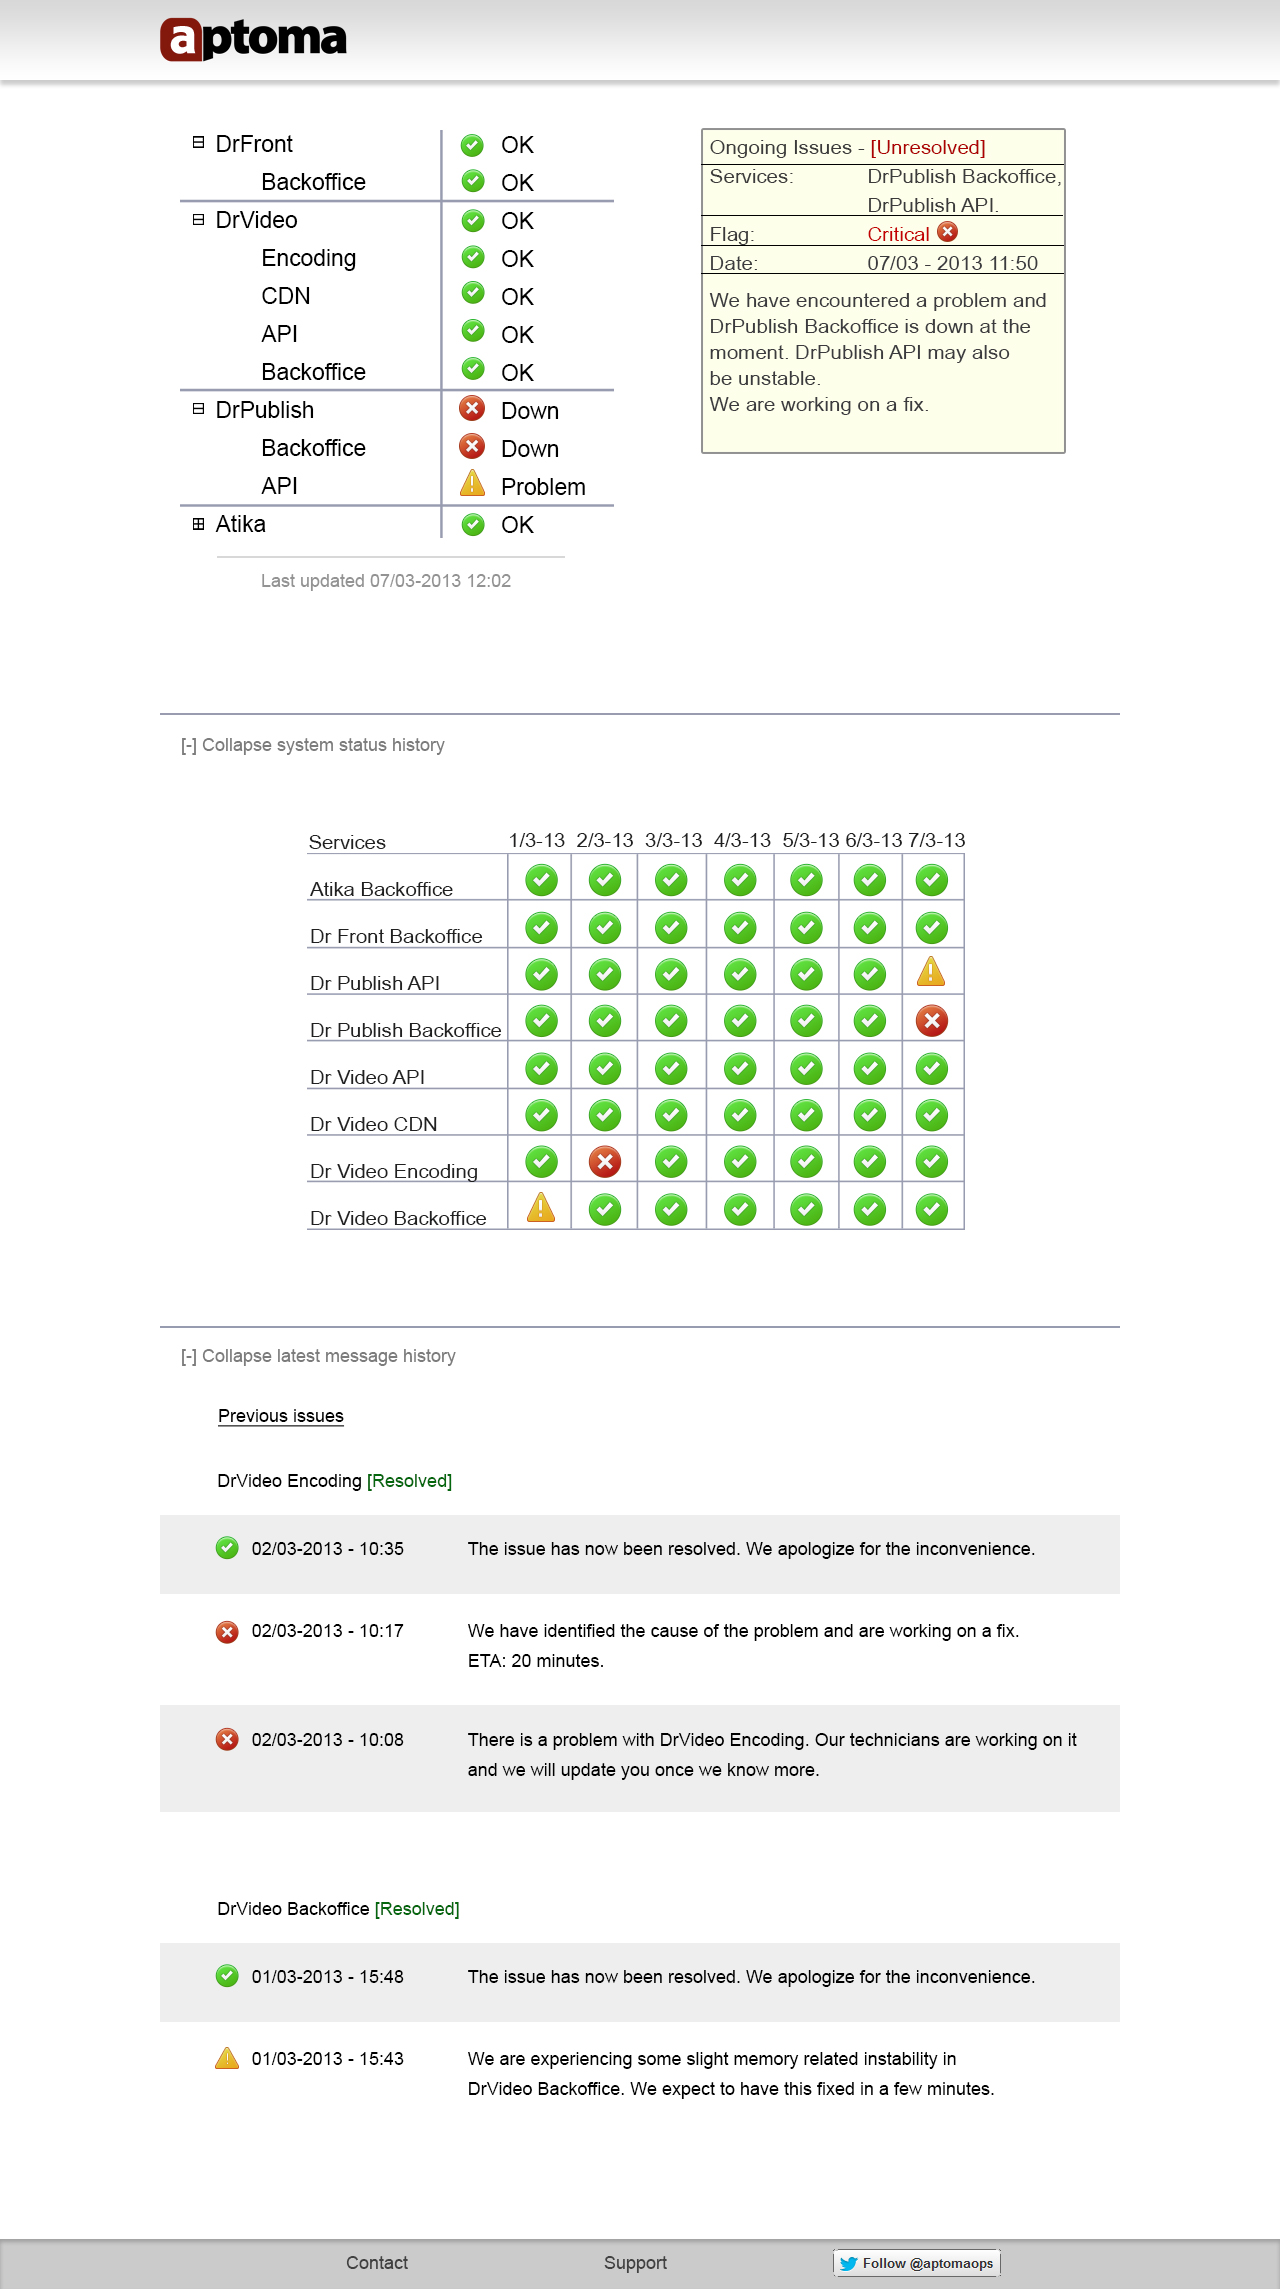 aptoma
DrFront OK
Backoffice OK
DrVideo OK
Encoding OK
CDN OK
API OK
Backoffice OK
DrPublish Down
Backoffice Down
API Problem
Atika OK
Last updated 07/03-2013 12:02
Ongoing Issues - [Unresolved]
Services: DrPublish Backoffice,
DrPublish API.
Flag: Critical
Date: 07/03 - 2013 11:50
We have encountered a problem and
DrPublish Backoffice is down at the
moment. DrPublish API may also
be unstable.
We are working on a fix.
[-] Collapse system status history
Services 1/3-13 2/3-13 3/3-13 4/3-13 5/3-13 6/3-13 7/3-13
Atika Backoffice
Dr Front Backoffice
Dr Publish API
Dr Publish Backoffice
Dr Video API
Dr Video CDN
Dr Video Encoding
Dr Video Backoffice
[-] Collapse latest message history
Previous issues
DrVideo Encoding [Resolved]
02/03-2013 - 10:35 The issue has now been resolved. We apologize for the inconvenience.
02/03-2013 - 10:17 We have identified the cause of the problem and are working on a fix.
ETA: 20 minutes.
02/03-2013 - 10:08 There is a problem with DrVideo Encoding. Our technicians are working on it
and we will update you once we know more.
DrVideo Backoffice [Resolved]
01/03-2013 - 15:48 The issue has now been resolved. We apologize for the inconvenience.
01/03-2013 - 15:43 We are experiencing some slight memory related instability in
DrVideo Backoffice. We expect to have this fixed in a few minutes.
Contact Support Follow @aptomaops